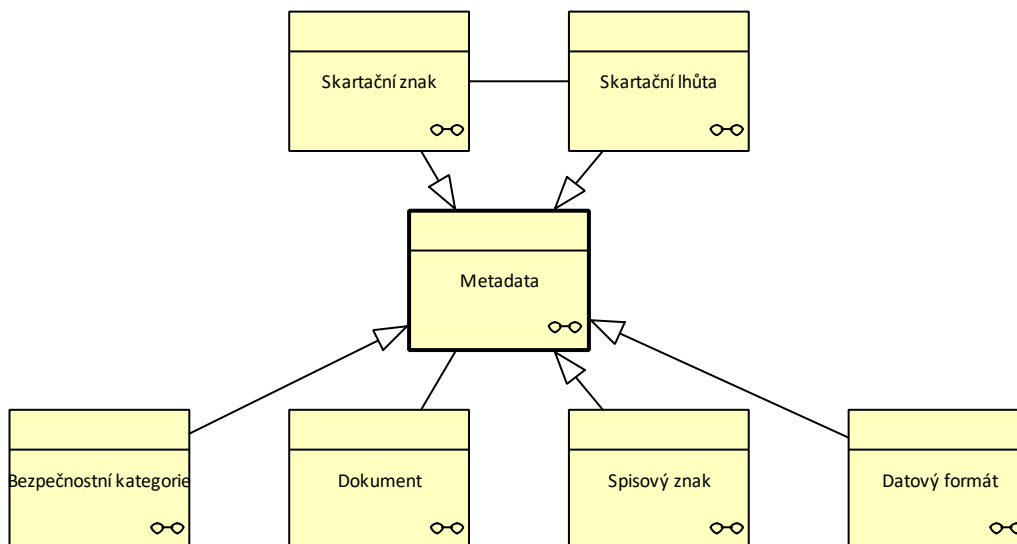 Skartační znak
Skartační lhůta
Metadata
Bezpečnostní kategorie
Dokument
Spisový znak
Datový formát